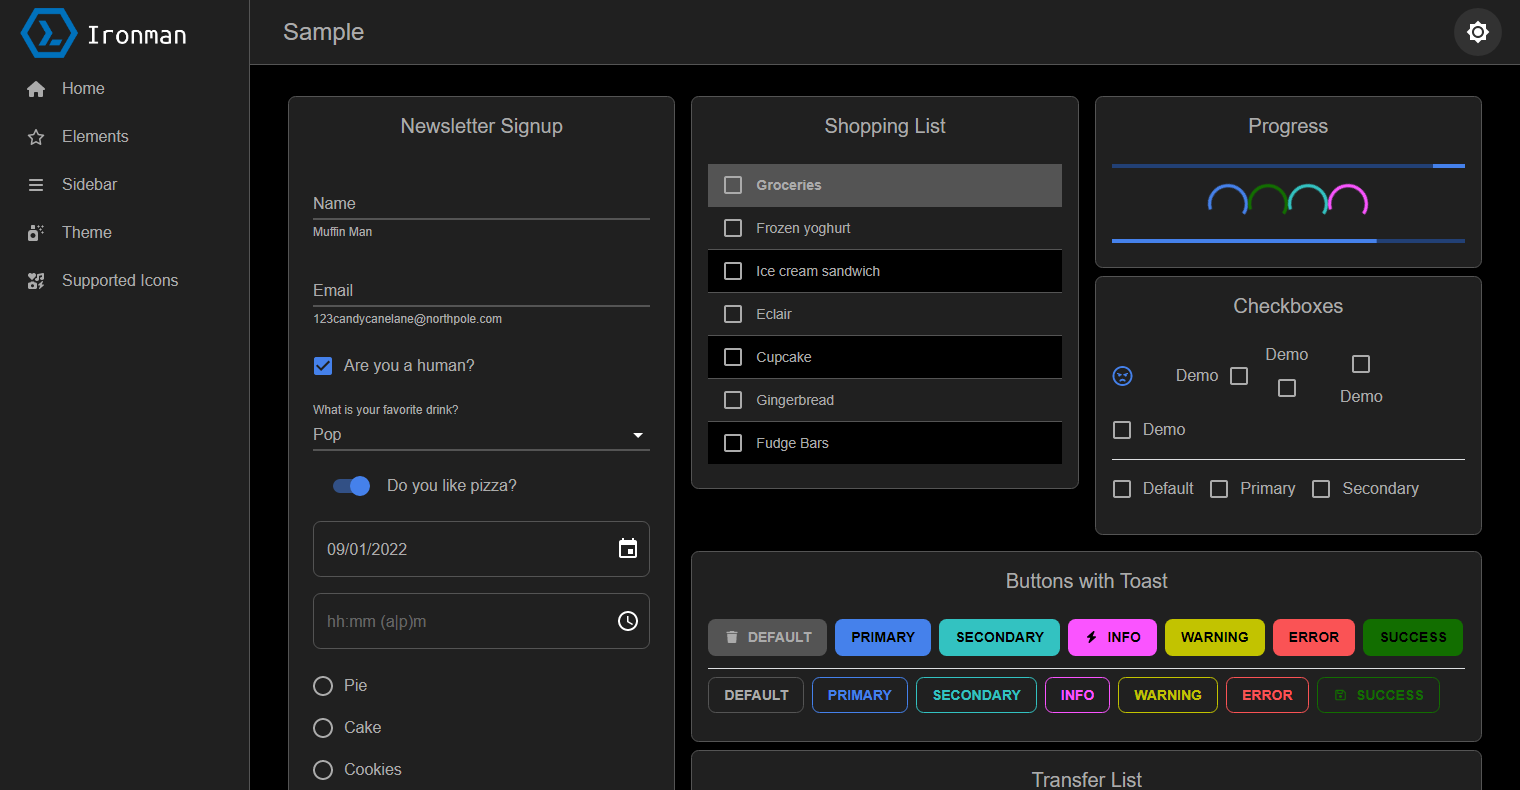 Ironman
Home
Elements
Sidebar
Theme
Supported Icons
Sample
Newsletter Signup
Name
Muffin Man
Email
123candycanelane@northpole.com
Are you a human?
What is your favorite drink?
Pop
Do you like pizza?
09/01/2022
hh:mm (a|p)m
Pie
Cake
Cookies
Shopping List
Groceries
Frozen yoghurt
Ice cream sandwich
Eclair
Cupcake
Gingerbread
Fudge Bars
Progress
Checkboxes
Demo
Demo
Demo
Demo
Default Primary Secondary
Buttons with Toast
DEFAULT PRIMARY SECONDARY INFO WARNING ERROR SUCCESS
DEFAULT PRIMARY SECONDARY INFO WARNING ERROR SUCCESS
Transfer List